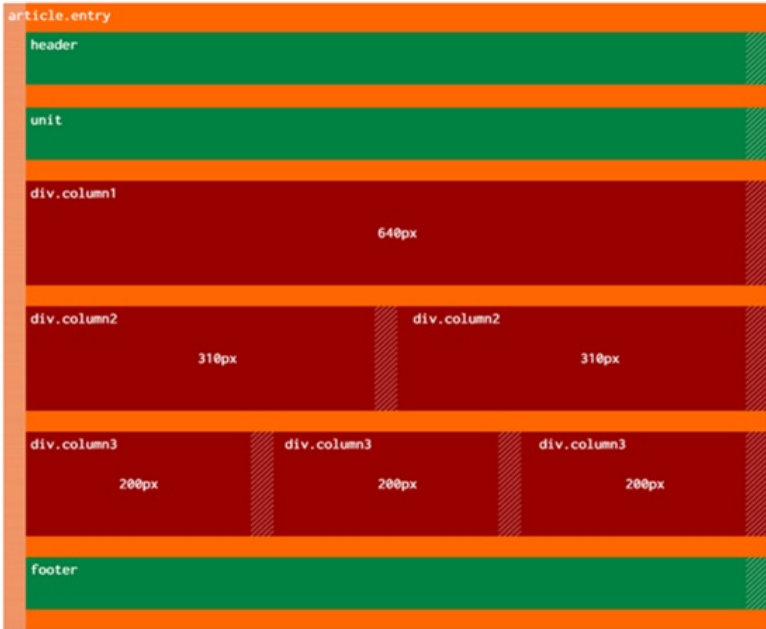 article.entry
header
unit
div.column1
640px
div.column2 div.column2
310px 310px
div.column3 div.column3 div.column3
200px 200px 200px
footer